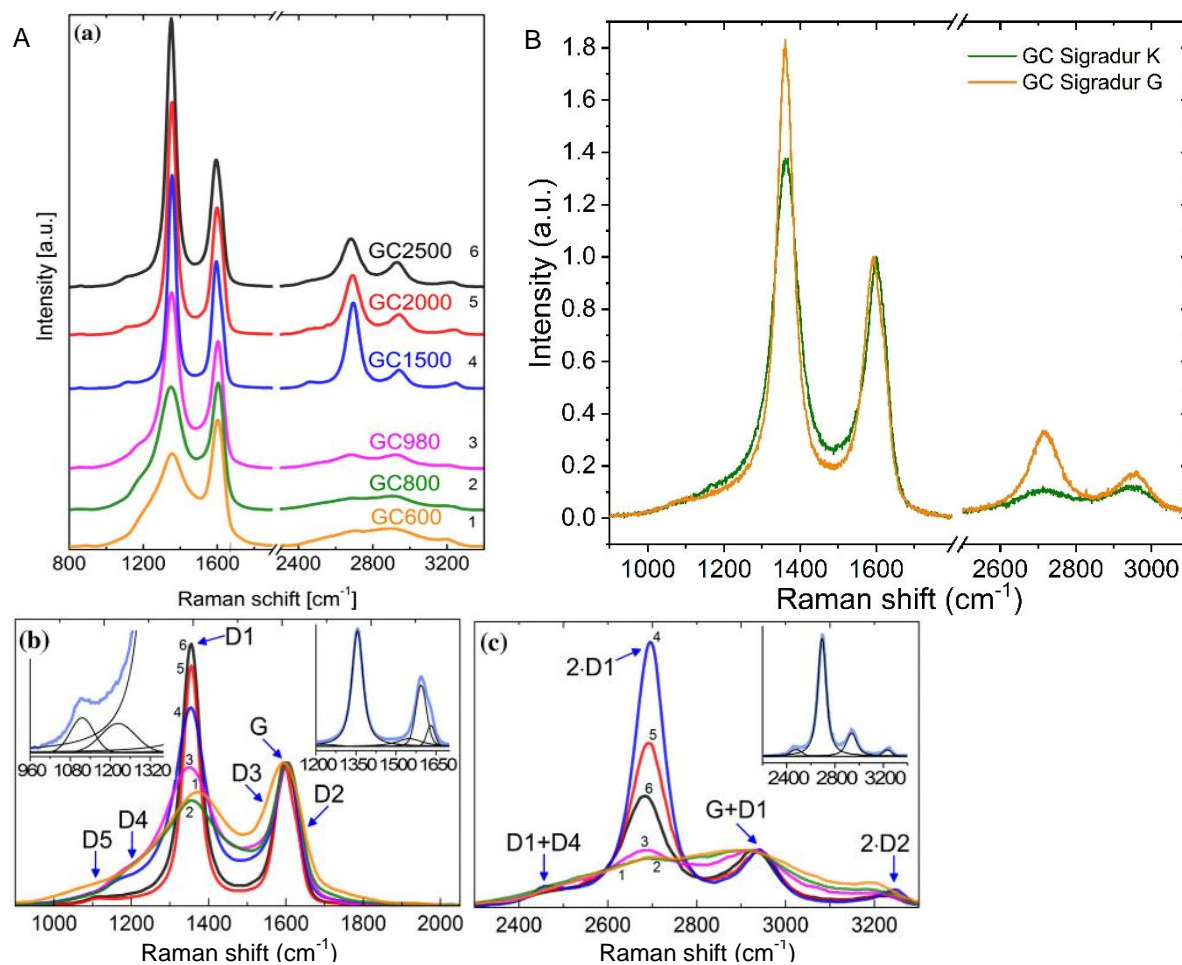 A
(a)
Intensity [a.u.]
GC2500 6
GC2000 5
GC1500 4
GC980 3
GC800 2
GC600 1
800 1200 1600 2400 2800 3200
Raman schift [cm-1]
B
GC Sigradur K
GC Sigradur G
Intensity (a.u.)
1.8
1.6
1.4
1.2
1.0
0.8
0.6
0.4
0.2
0.0
1000 1200 1400 1600 2600 2800 3000
Raman shift (cm-1)
(b)
D1
6
5
4
3
1
2
G
D3
D2
D4
D5
960 1080 1200 1320
1200 1350 1500 1650
1000 1200 1400 1600 1800 2000
Raman shift (cm-1)
(c)
2·D1
4
5
6
3
1
2
G+D1
D1+D4
2·D2
2400 2800 3200
2400 2600 2800 3000 3200
Raman shift (cm-1)